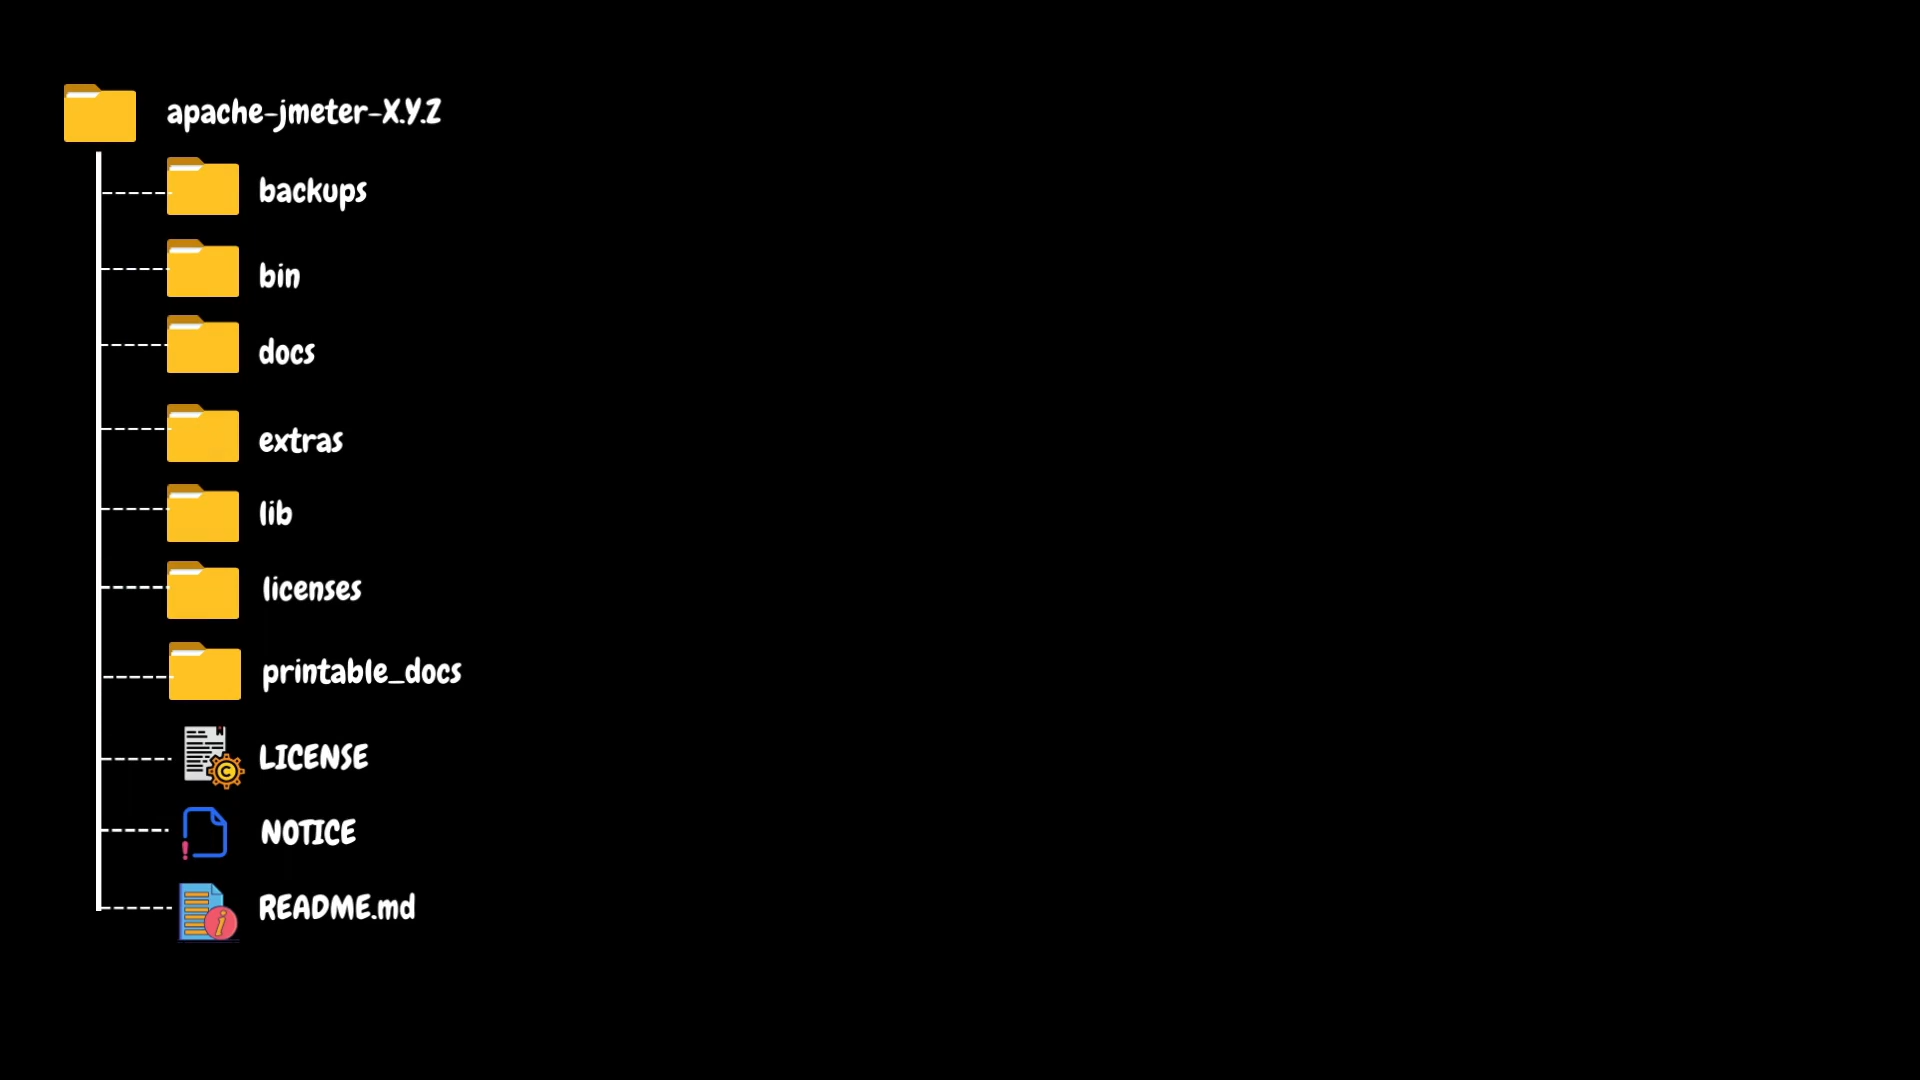 apache-jmeter-X.Y.Z
backups
bin
docs
extras
lib
licenses
printable_docs
LICENSE
NOTICE
README.md